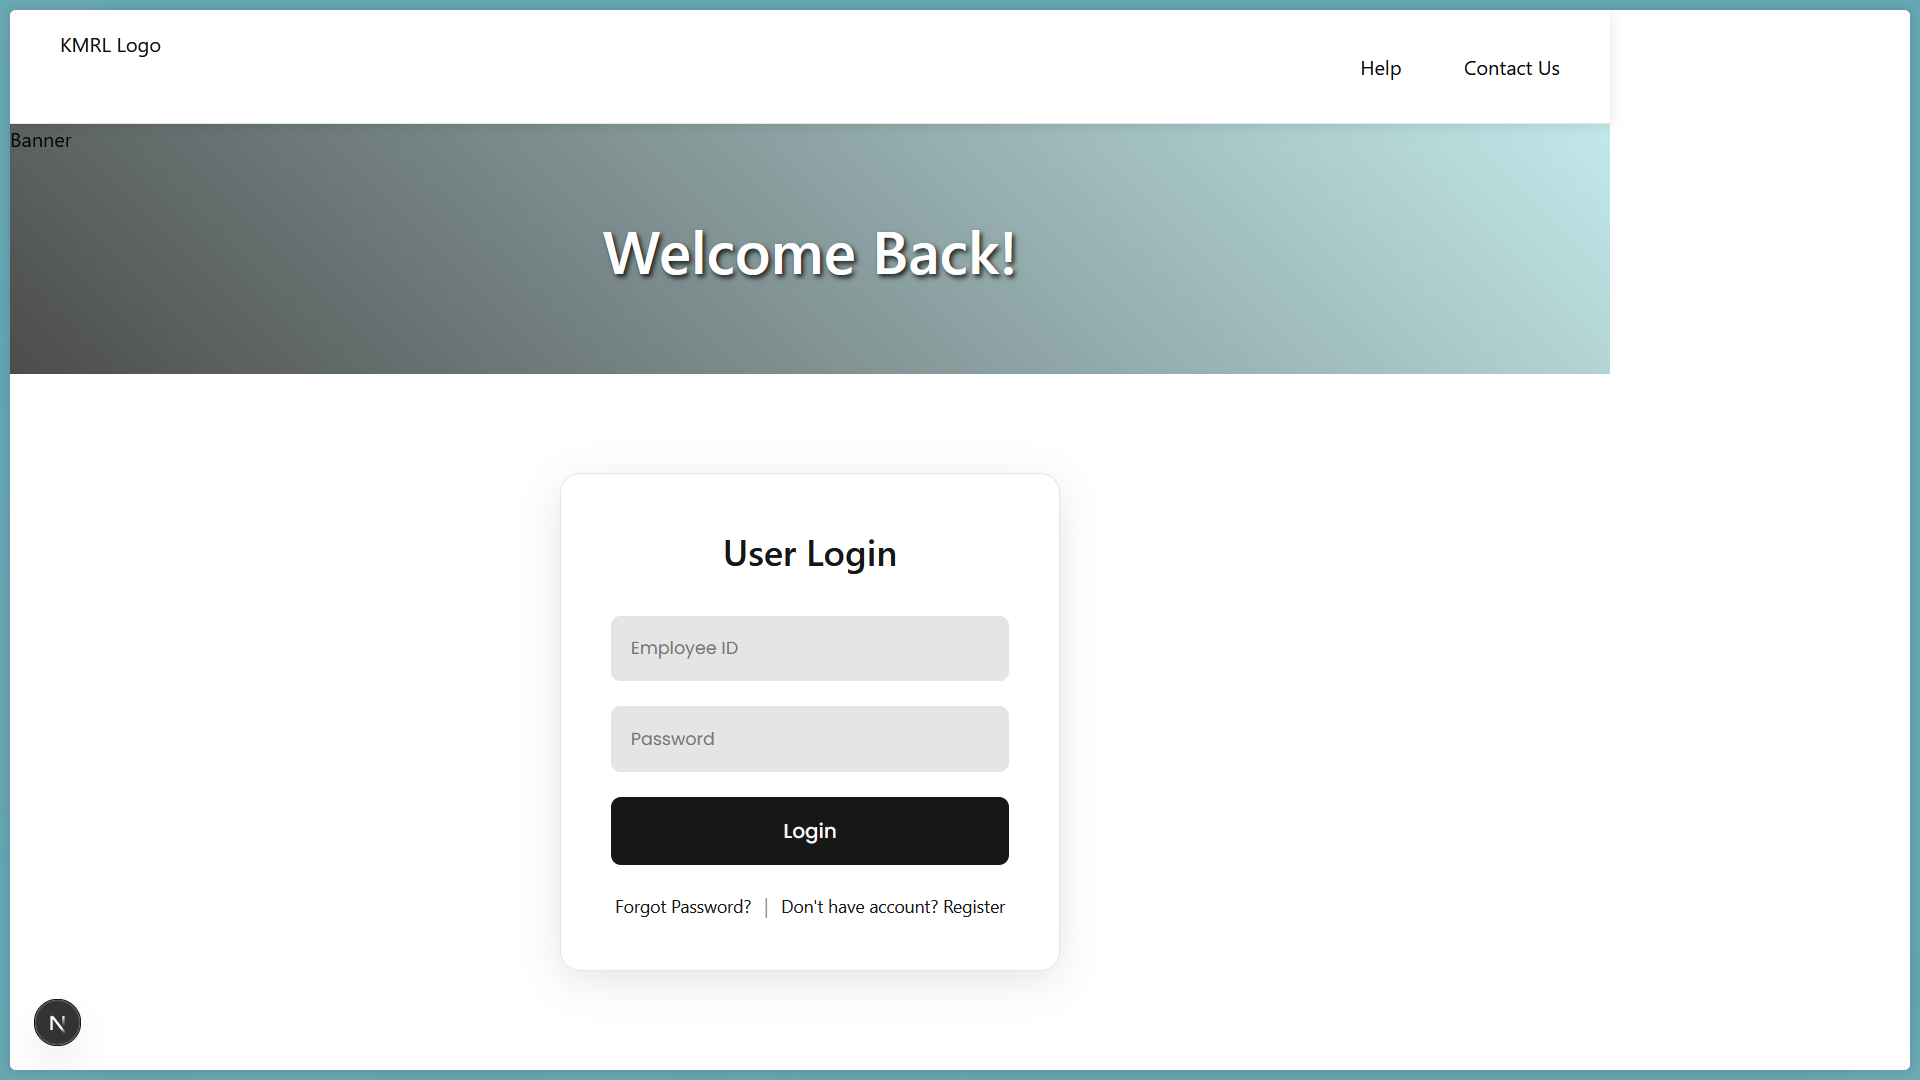 KMRL Logo
Help
Contact Us
Banner
Welcome Back!
User Login
Employee ID
Password
Login
Forgot Password? | Don't have account? Register
N